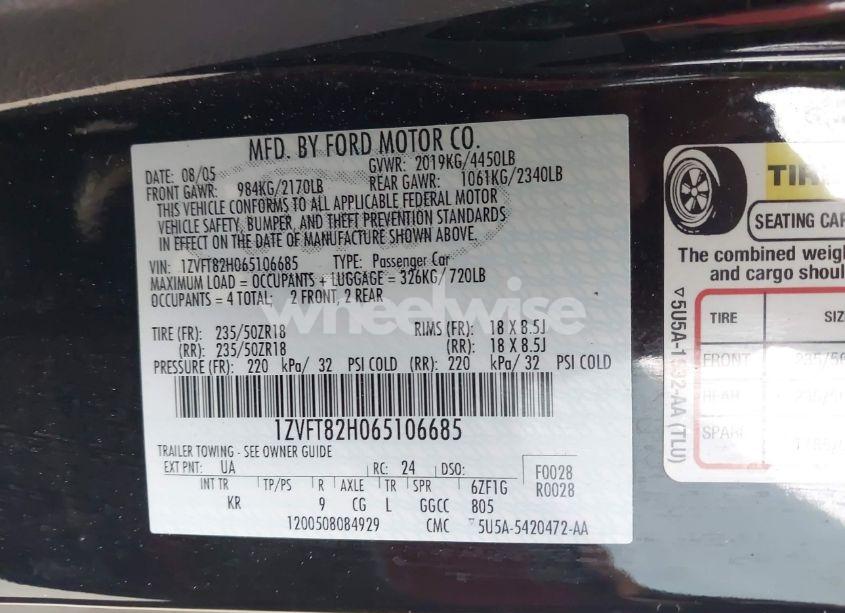 MFD. BY FORD MOTOR CO.
DATE: 08/05 GVWR: 2019KG/4450LB
FRONT GAWR: 984KG/2170LB REAR GAWR: 1061KG/2340LB
THIS VEHICLE CONFORMS TO ALL APPLICABLE FEDERAL MOTOR
VEHICLE SAFETY, BUMPER, AND THEFT PREVENTION STANDARDS
IN EFFECT ON THE DATE OF MANUFACTURE SHOWN ABOVE.
VIN: 1ZVFT82H065106685 TYPE: Passenger Car
MAXIMUM LOAD = OCCUPANTS + LUGGAGE = 326KG/720LB
OCCUPANTS = 4 TOTAL: 2 FRONT, 2 REAR
wheelwise
TIRE (FR): 235/50ZR18 RIMS (FR): 18 X 8.5J
(RR): 235/50ZR18 (RR): 18 X 8.5J
PRESSURE (FR): 220 kPa/ 32 PSI COLD (RR): 220 kPa/ 32 PSI COLD
1ZVFT82H065106685
TRAILER TOWING - SEE OWNER GUIDE
EXT PNT: UA RC: 24 DSO: F0028
INT TR TP/PS R AXLE TR SPR 6ZF1G R0028
KR 9 CG L GGCC 805
1200508084929 CMC 5U5A-5420472-AA
TIR
SEATING CAP
The combined weigh
and cargo shou
5U5A-1532-AA (TLU)
TIRE SIZ
FRONT 235/50
REAR 235/50
SPARE